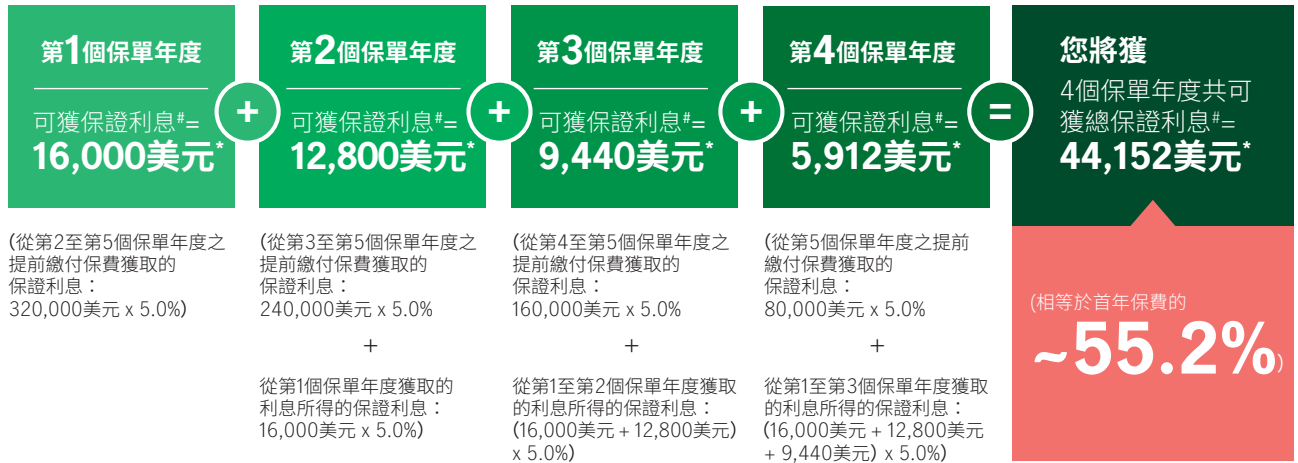 第1個保單年度
可獲保證利息#=
16,000美元*
(從第2至第5個保單年度之
提前繳付保費獲取的
保證利息：
320,000美元 x 5.0%)
+
第2個保單年度
可獲保證利息#=
12,800美元*
(從第3至第5個保單年度之
提前繳付保費獲取的
保證利息：
240,000美元 x 5.0%
+
從第1個保單年度獲取的
利息所得的保證利息：
16,000美元 x 5.0%)
+
第3個保單年度
可獲保證利息#=
9,440美元*
(從第4至第5個保單年度之
提前繳付保費獲取的
保證利息：
160,000美元 x 5.0%
+
從第1至第2個保單年度獲取
的利息所得的保證利息：
(16,000美元 + 12,800美元)
x 5.0%)
+
第4個保單年度
可獲保證利息#=
5,912美元*
(從第5個保單年度之提前
繳付保費獲取的
保證利息：
80,000美元 x 5.0%
+
從第1至第3個保單年度獲取
的利息所得的保證利息：
(16,000美元 + 12,800美元
+ 9,440美元) x 5.0%)
=
您將獲
4個保單年度共可
獲總保證利息#=
44,152美元*
(相等於首年保費的
~55.2%)